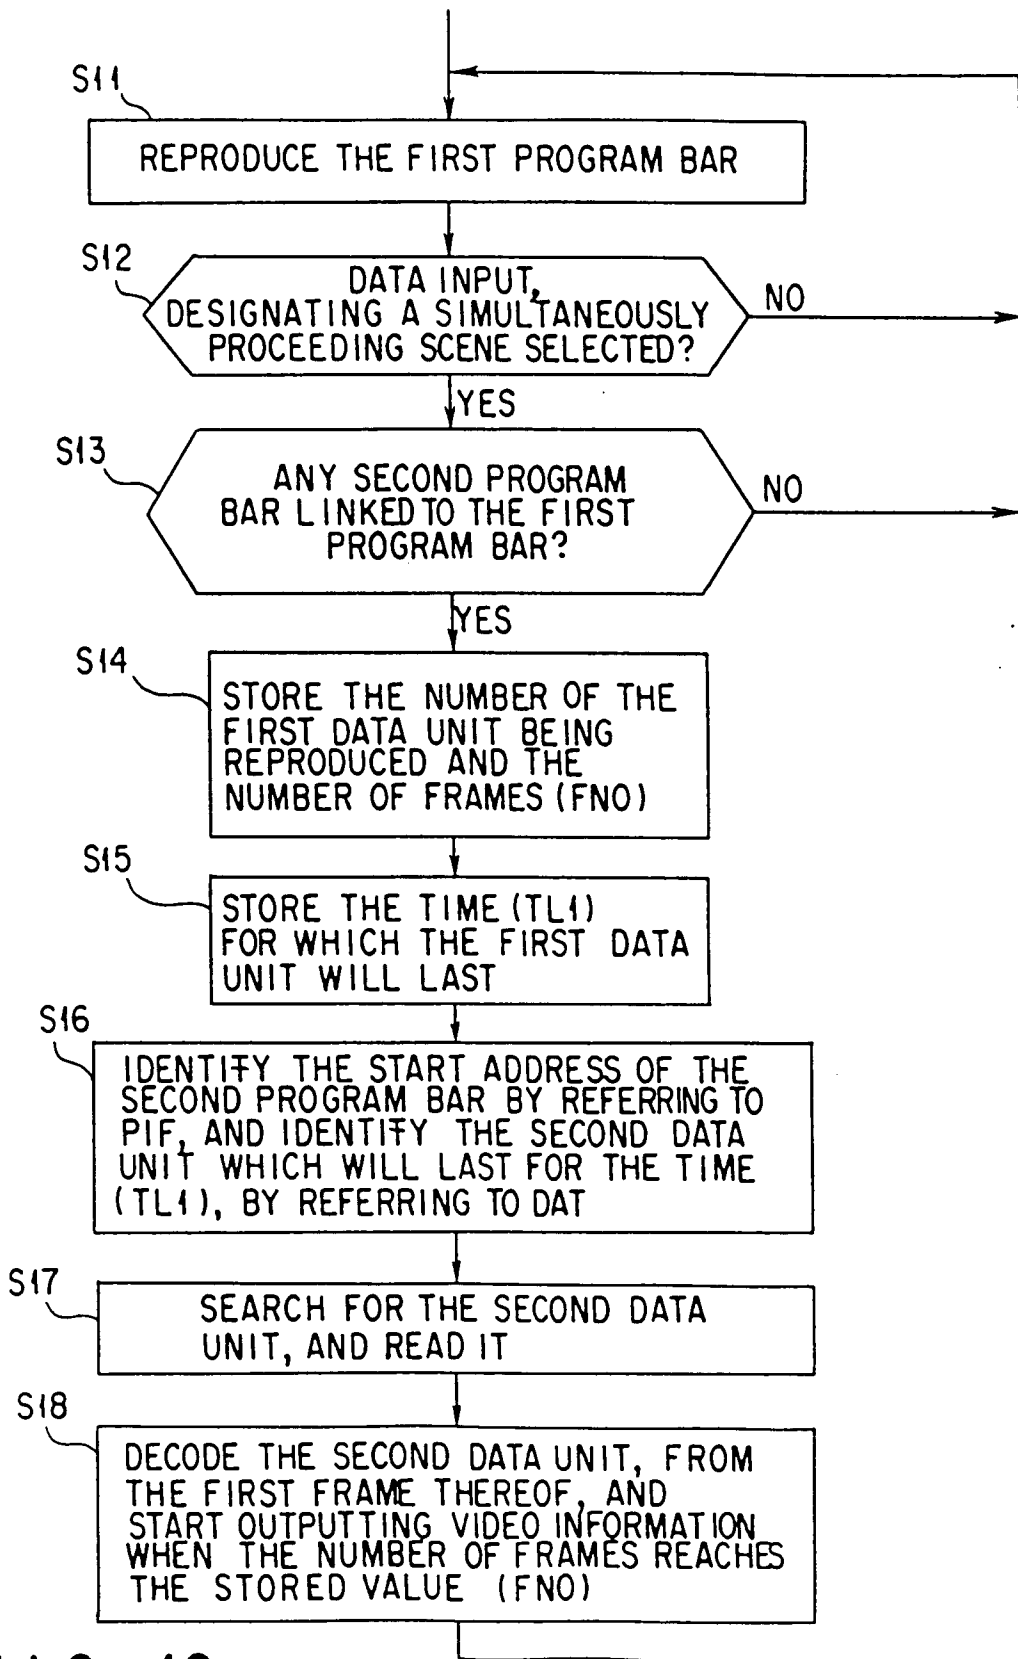 S11
REPRODUCE THE FIRST PROGRAM BAR
S12
DATA INPUT,
DESIGNATING A SIMULTANEOUSLY
PROCEEDING SCENE SELECTED?
NO
YES
S13
ANY SECOND PROGRAM
BAR LINKED TO THE FIRST
PROGRAM BAR?
NO
YES
S14
STORE THE NUMBER OF THE
FIRST DATA UNIT BEING
REPRODUCED AND THE
NUMBER OF FRAMES (FNO)
S15
STORE THE TIME (TL1)
FOR WHICH THE FIRST DATA
UNIT WILL LAST
S16
IDENTIFY THE START ADDRESS OF THE
SECOND PROGRAM BAR BY REFERRING TO
PIF, AND IDENTIFY THE SECOND DATA
UNIT WHICH WILL LAST FOR THE TIME
(TL1), BY REFERRING TO DAT
S17
SEARCH FOR THE SECOND DATA
UNIT, AND READ IT
S18
DECODE THE SECOND DATA UNIT, FROM
THE FIRST FRAME THEREOF, AND
START OUTPUTTING VIDEO INFORMATION
WHEN THE NUMBER OF FRAMES REACHES
THE STORED VALUE (FNO)